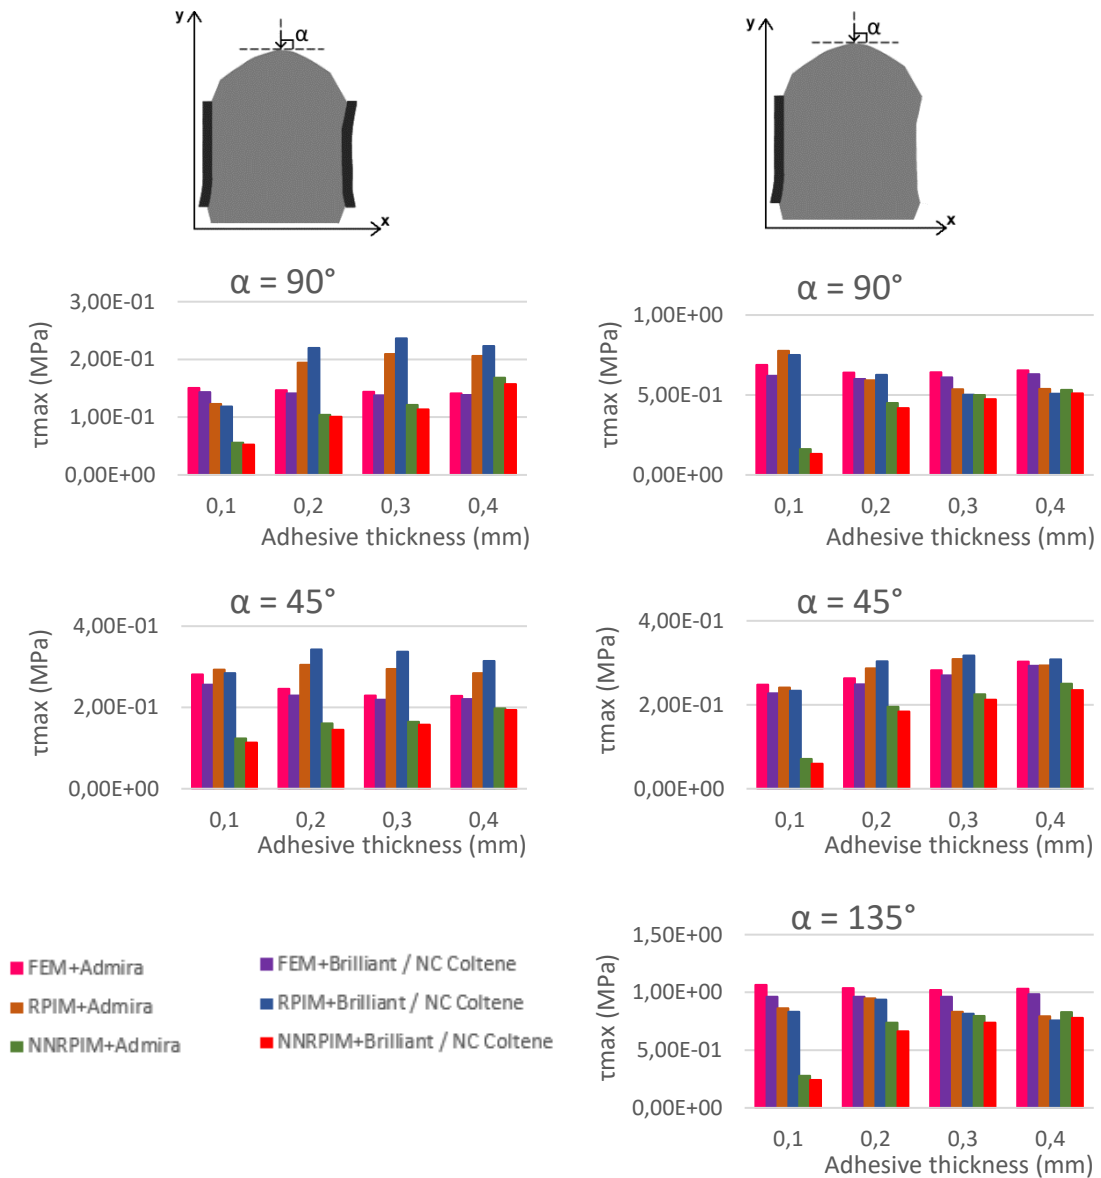 y
α
x
y
α
x
α = 90°
τmax (MPa)
3,00E-01
2,00E-01
1,00E-01
0,00E+00
0,1 0,2 0,3 0,4
Adhesive thickness (mm)
α = 90°
τmax (MPa)
1,00E+00
5,00E-01
0,00E+00
0,1 0,2 0,3 0,4
Adhesive thickness (mm)
α = 45°
τmax (MPa)
4,00E-01
2,00E-01
0,00E+00
0,1 0,2 0,3 0,4
Adhesive thickness (mm)
α = 45°
τmax (MPa)
4,00E-01
2,00E-01
0,00E+00
0,1 0,2 0,3 0,4
Adhevise thickness (mm)
FEM+Admira
FEM+Brilliant / NC Coltene
RPIM+Admira
RPIM+Brilliant / NC Coltene
NNRPIM+Admira
NNRPIM+Brilliant / NC Coltene
α = 135°
τmax (MPa)
1,50E+00
1,00E+00
5,00E-01
0,00E+00
0,1 0,2 0,3 0,4
Adhesive thickness (mm)